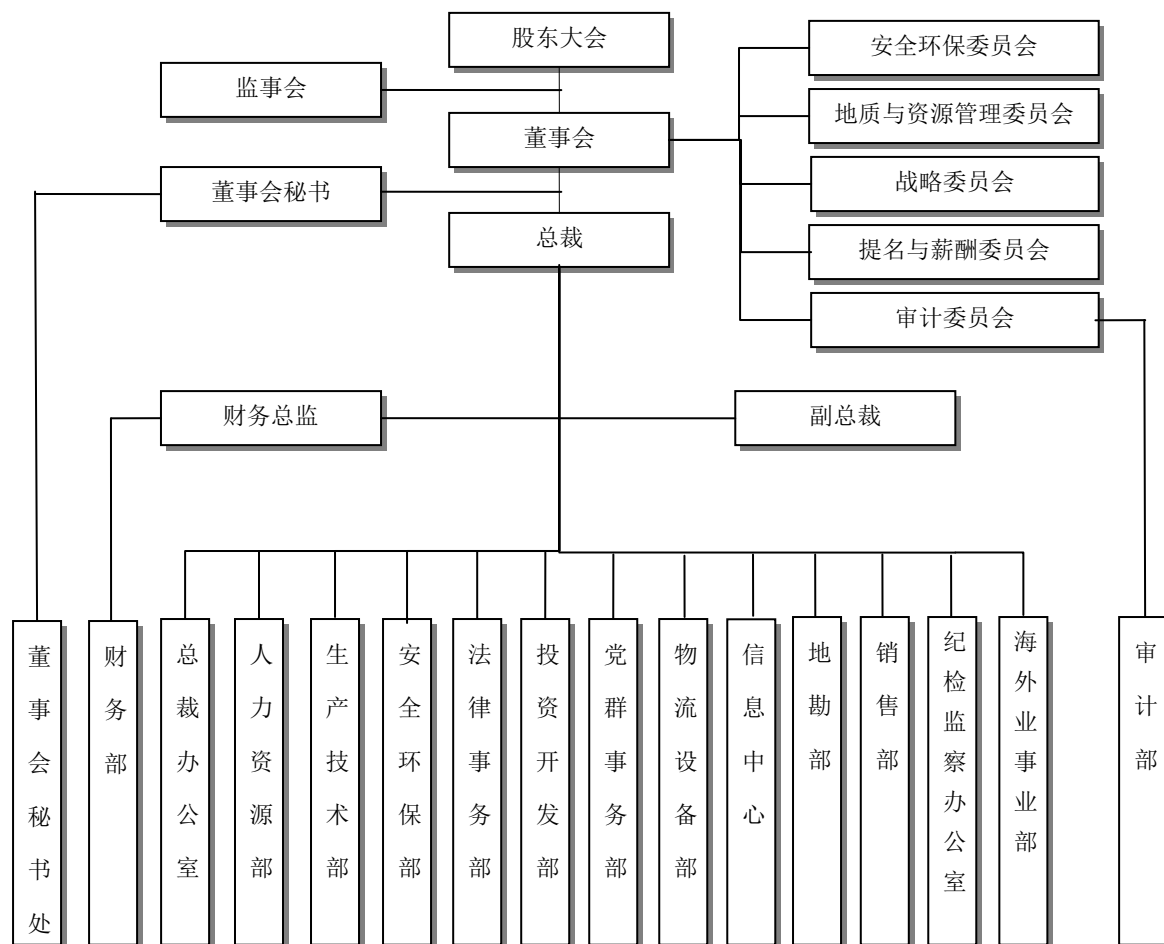 股东大会
监事会
董事会
董事会秘书
总裁
安全环保委员会
地质与资源管理委员会
战略委员会
提名与薪酬委员会
审计委员会
财务总监
副总裁
董事会秘书处
财务部
总裁办公室
人力资源部
生产技术部
安全环保部
法律事务部
投资开发部
党群事务部
物流设备部
信息中心
地勘部
销售部
纪检监察办公室
海外业事业部
审计部